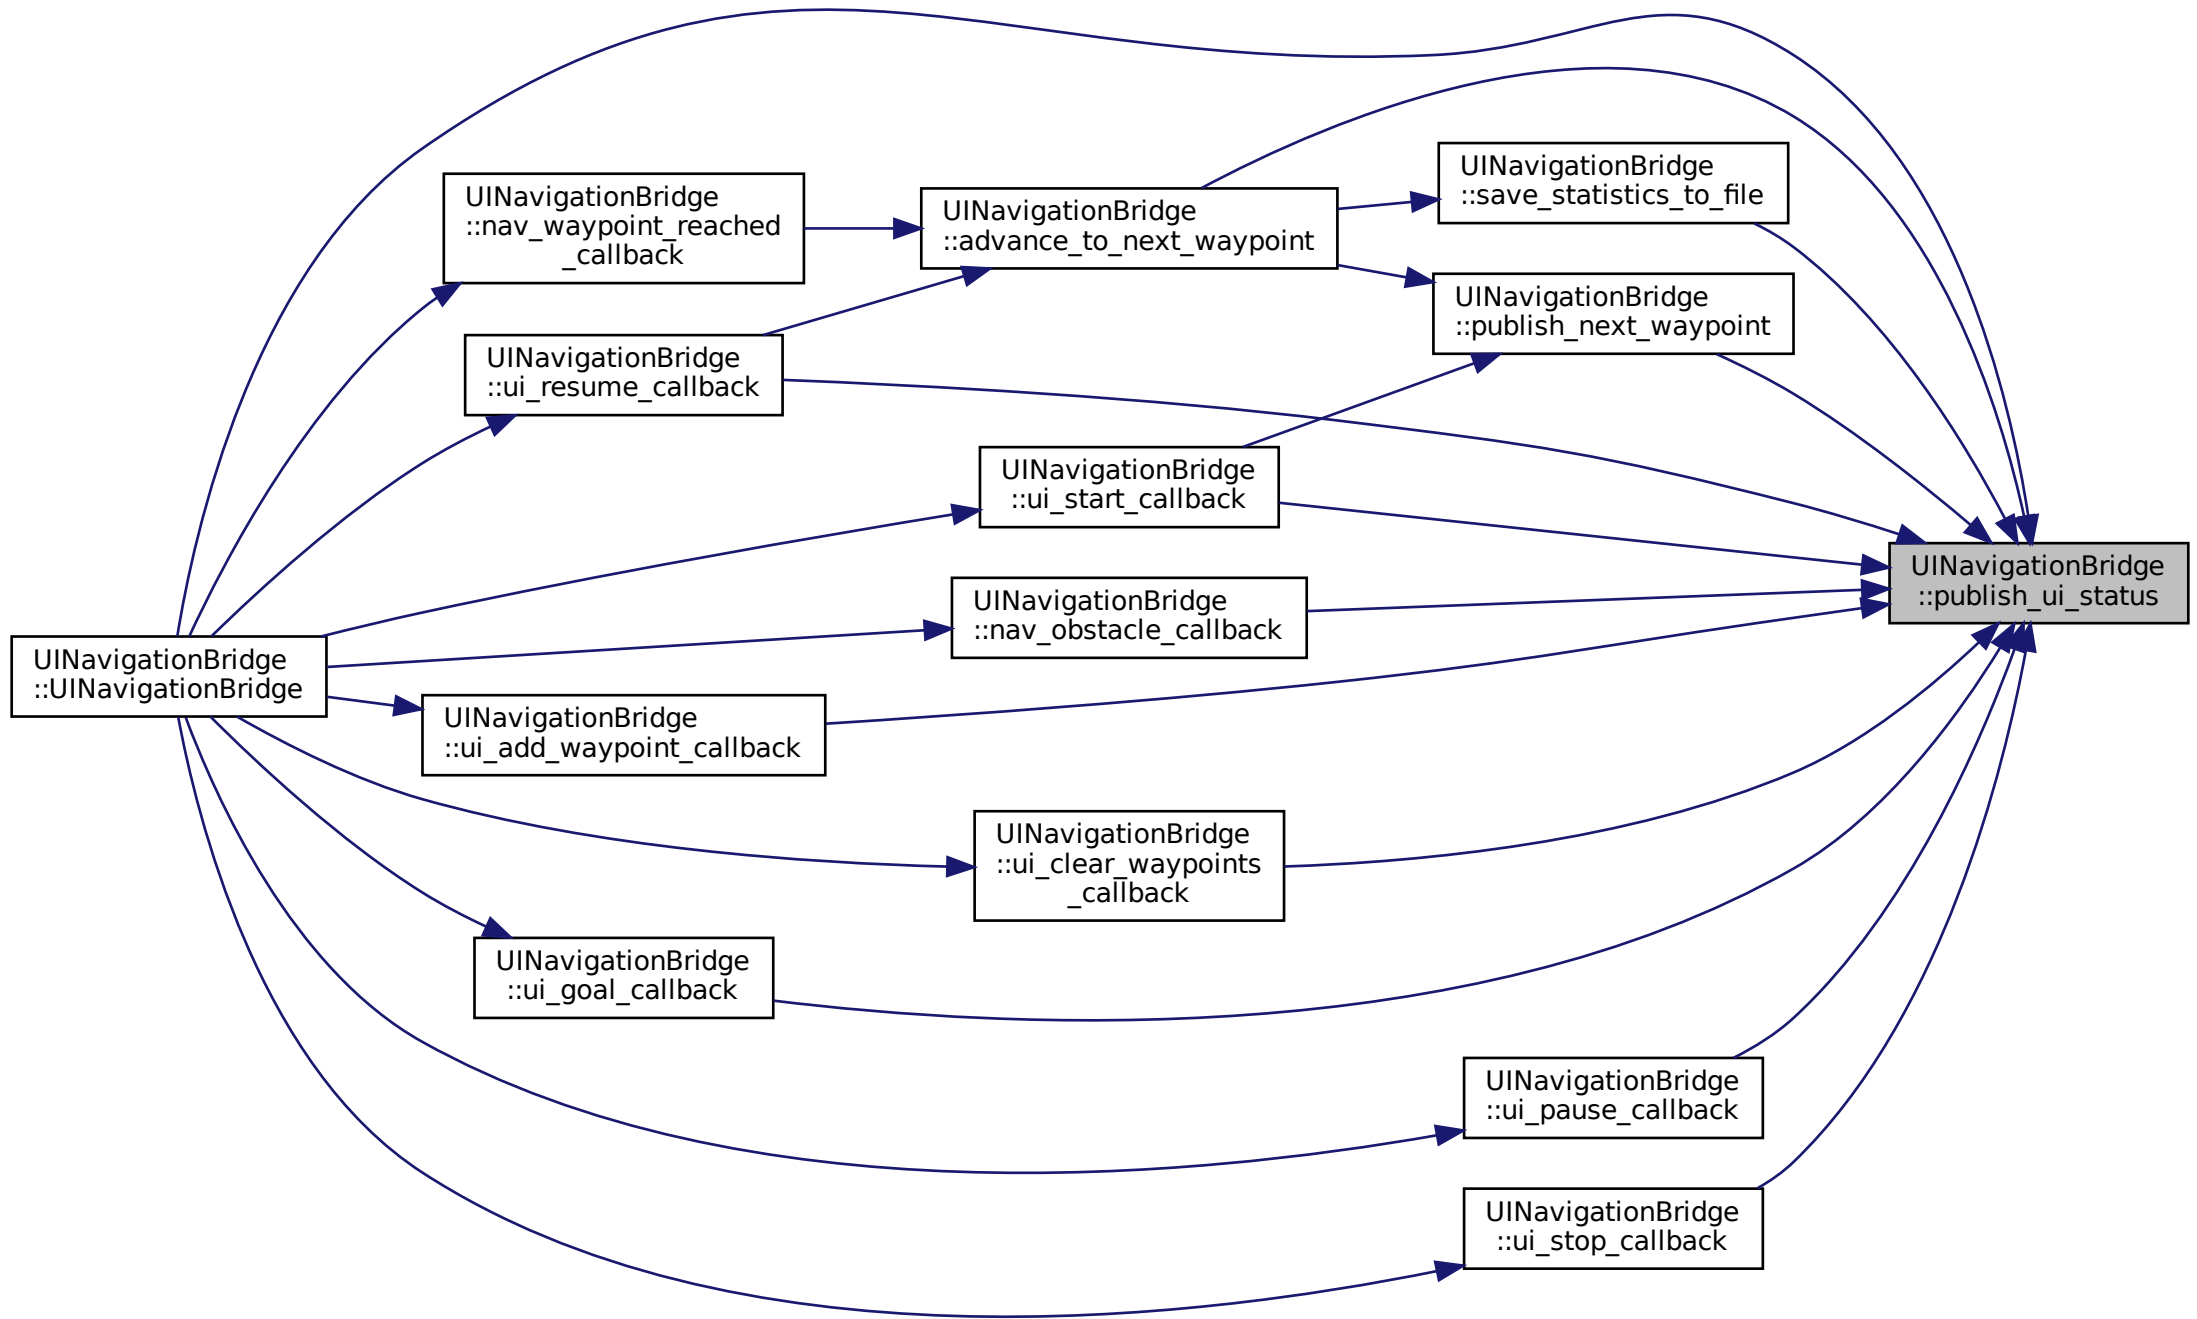 UINavigationBridge
::save_statistics_to_file
UINavigationBridge
::nav_waypoint_reached
_callback
UINavigationBridge
::advance_to_next_waypoint
UINavigationBridge
::publish_next_waypoint
UINavigationBridge
::ui_resume_callback
UINavigationBridge
::ui_start_callback
UINavigationBridge
::publish_ui_status
UINavigationBridge
::nav_obstacle_callback
UINavigationBridge
::UINavigationBridge
UINavigationBridge
::ui_add_waypoint_callback
UINavigationBridge
::ui_clear_waypoints
_callback
UINavigationBridge
::ui_goal_callback
UINavigationBridge
::ui_pause_callback
UINavigationBridge
::ui_stop_callback